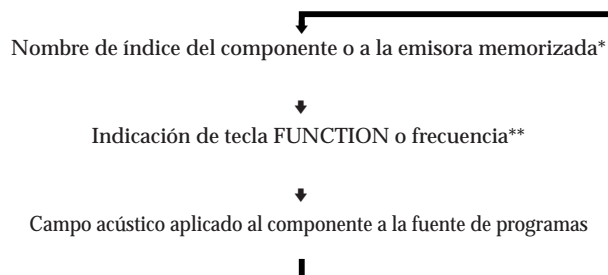 Nombre de índice del componente o a la emisora memorizada*
Indicación de tecla FUNCTION o frecuencia**
Campo acústico aplicado al componente a la fuente de programas